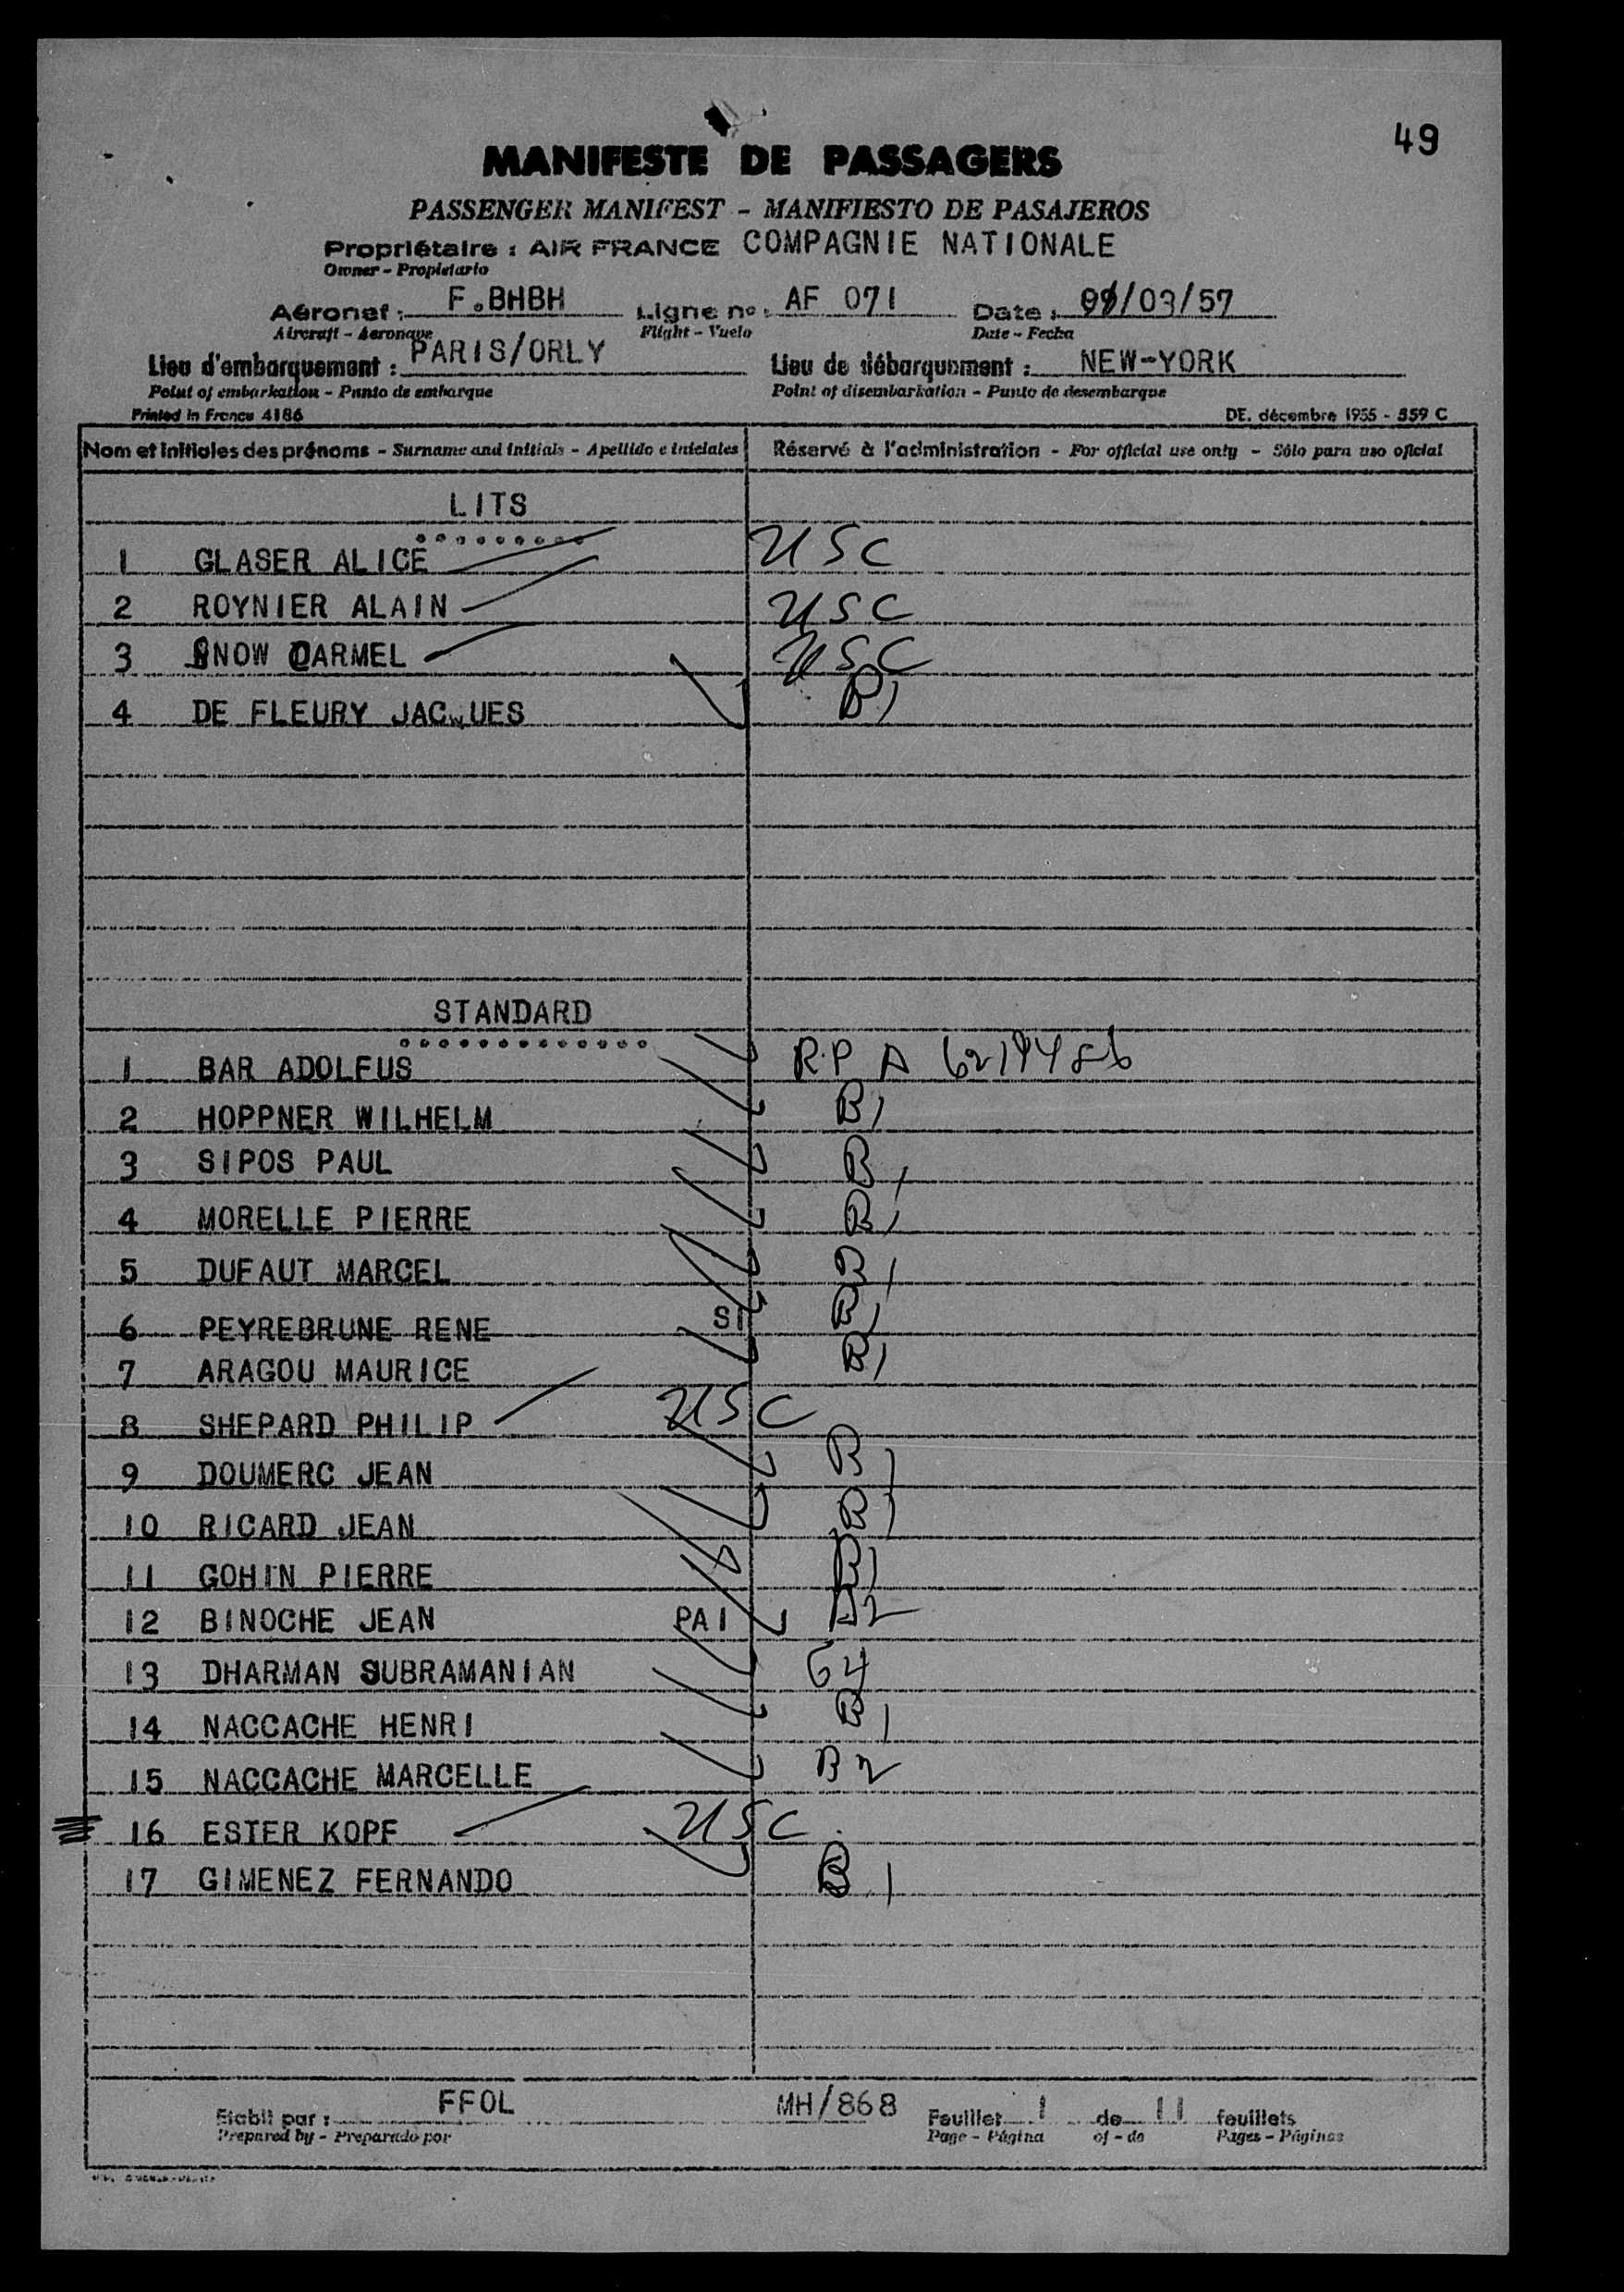 49
MANIFESTE DE PASSAGERS
PASSENGER MANIFEST - MANIFIESTO DE PASAJEROS
Propriétaire : AIR FRANCE COMPAGNIE NATIONALE
Owner - Propietario
Aéronef : F.BHBH Ligne no : AF 071 Date : /03/57
Aircraft - Aeronave Flight - Vuelo Date - Fecha
Lieu d'embarquement : PARIS/ORLY Lieu de débarquement : NEW-YORK
Point of embarkation - Punto de embarque Point of disembarkation - Punto de desembarque
Printed in France 4186 DE. décembre 1955 - 559 C
Nom et initiales des prénoms - Surname and initials - Apellido e iniciales Réservé à l'administration - For official use only - Sólo para uso oficial
LITS
1 GLASER ALICE USC
2 ROYNIER ALAIN USC
3 SNOW CARMEL USC
4 DE FLEURY JACQUES B1
STANDARD
1 BAR ADOLFUS R.P A
2 HOPPNER WILHELM B1
3 SIPOS PAUL B1
4 MORELLE PIERRE B1
5 DUFAUT MARCEL B1
6 PEYREBRUNE RENE SI B1
7 ARAGOU MAURICE B1
8 SHEPARD PHILIP USC
9 DOUMERC JEAN B1
10 RICARD JEAN B1
11 GOHIN PIERRE B1
12 BINOCHE JEAN PAI
13 DHARMAN SUBRAMANIAN G4
14 NACCACHE HENRI B1
15 NACCACHE MARCELLE B2
16 ESTER KOPF USC
17 GIMENEZ FERNANDO B1
Etabli par : FFOL MH/868 Feuillet 1 de 11 feuillets
Prepared by - Preparado por Page - Página of - de Pages - Páginas